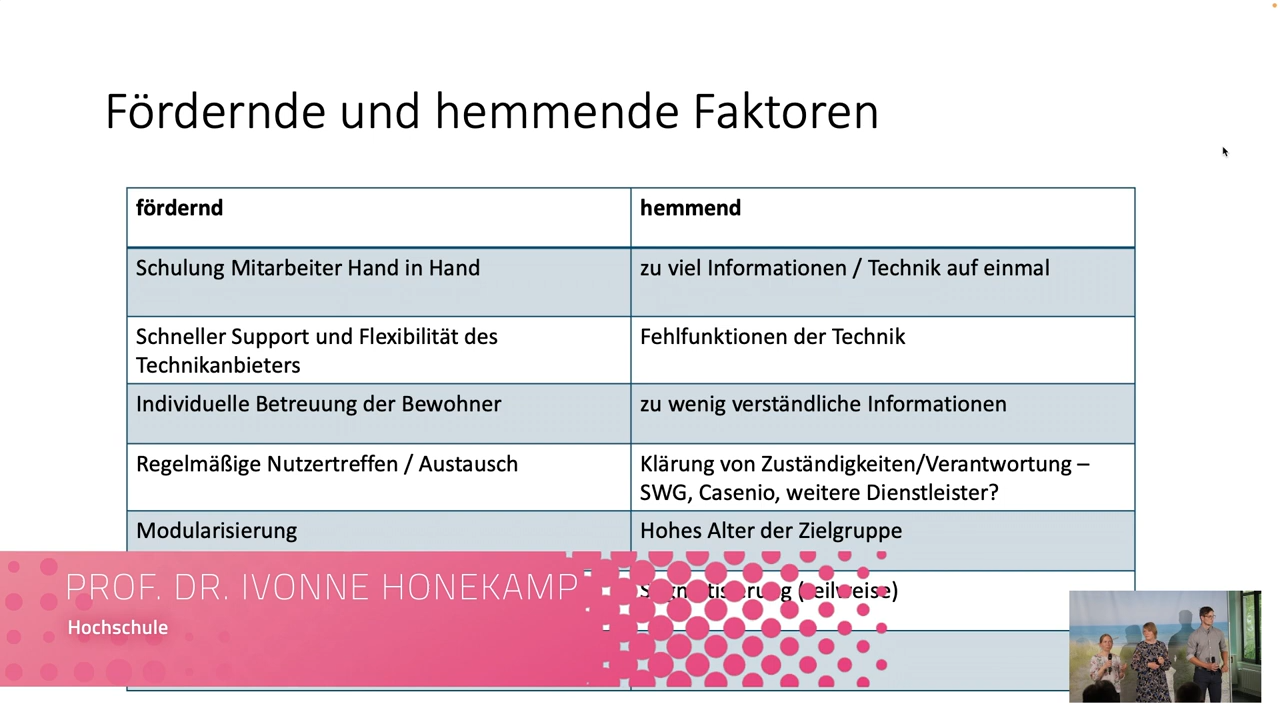 Fördernde und hemmende Faktoren
fördernd
hemmend
Schulung Mitarbeiter Hand in Hand
zu viel Informationen / Technik auf einmal
Schneller Support und Flexibilität des
Technikanbieters
Fehlfunktionen der Technik
Individuelle Betreuung der Bewohner
zu wenig verständliche Informationen
Regelmäßige Nutzertreffen / Austausch
Klärung von Zuständigkeiten/Verantwortung –
SWG, Casenio, weitere Dienstleister?
Modularisierung
Hohes Alter der Zielgruppe
(teilweise)
PROF. DR. IVONNE HONEKAMP
Hochschule